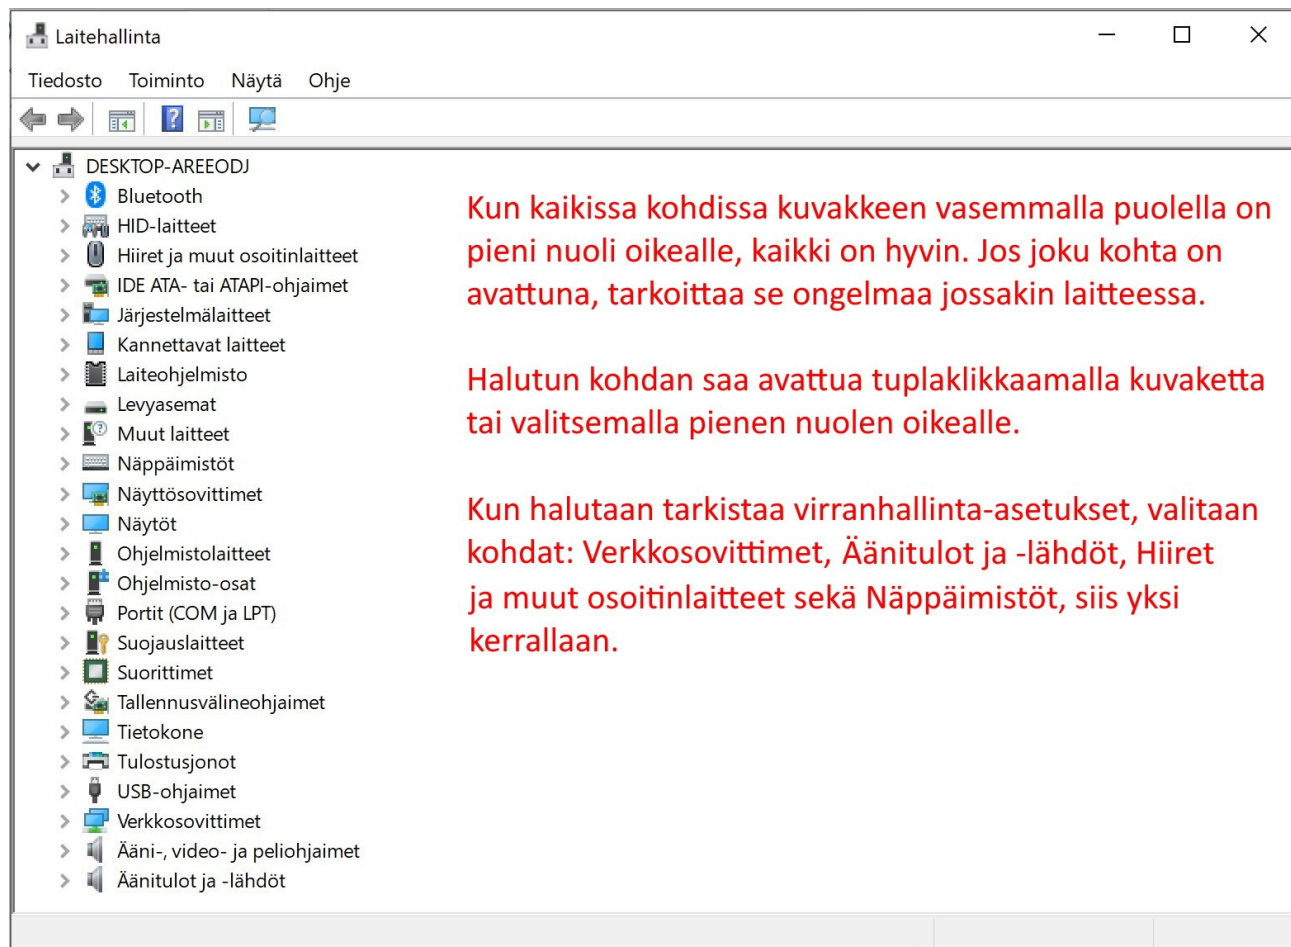 Laitehallinta
Tiedosto Toiminto Näytä Ohje
DESKTOP-AREEODJ
Bluetooth
HID-laitteet
Hiiret ja muut osoitinlaitteet
IDE ATA- tai ATAPI-ohjaimet
Järjestelmälaitteet
Kannettavat laitteet
Laiteohjelmisto
Levyasemat
Muut laitteet
Näppäimistöt
Näyttösovittimet
Näytöt
Ohjelmistolaitteet
Ohjelmisto-osat
Portit (COM ja LPT)
Suojauslaitteet
Suorittimet
Tallennusvälineohjaimet
Tietokone
Tulostusjonot
USB-ohjaimet
Verkkosovittimet
Ääni-, video- ja peliohjaimet
Äänitulot ja -lähdöt
Kun kaikissa kohdissa kuvakkeen vasemmalla puolella on
pieni nuoli oikealle, kaikki on hyvin. Jos joku kohta on
avattuna, tarkoittaa se ongelmaa jossakin laitteessa.
Halutun kohdan saa avattua tuplaklikkaamalla kuvaketta
tai valitsemalla pienen nuolen oikealle.
Kun halutaan tarkistaa virranhallinta-asetukset, valitaan
kohdat: Verkkosovittimet, Äänitulot ja -lähdöt, Hiiret
ja muut osoitinlaitteet sekä Näppäimistöt, siis yksi
kerrallaan.